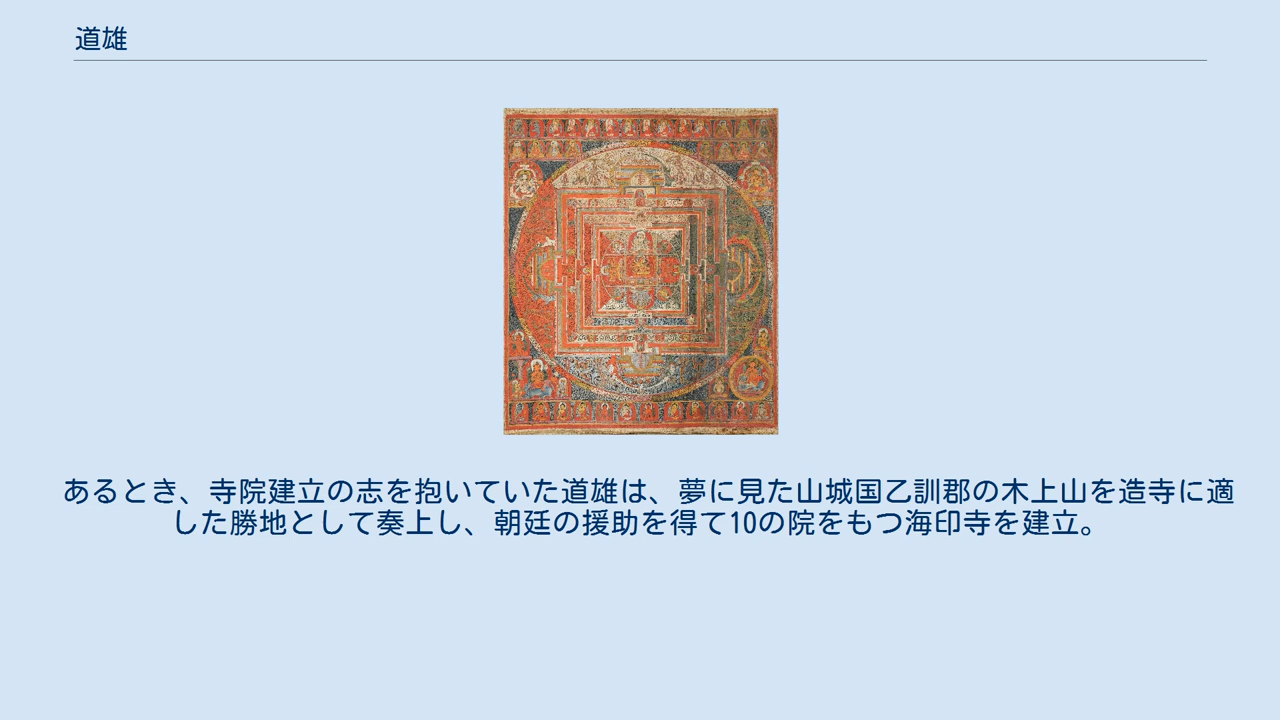 道雄
あるとき、寺院建立の志を抱いていた道雄は、夢に見た山城国乙訓郡の木上山を造寺に適
した勝地として奏上し、朝廷の援助を得て10の院をもつ海印寺を建立。